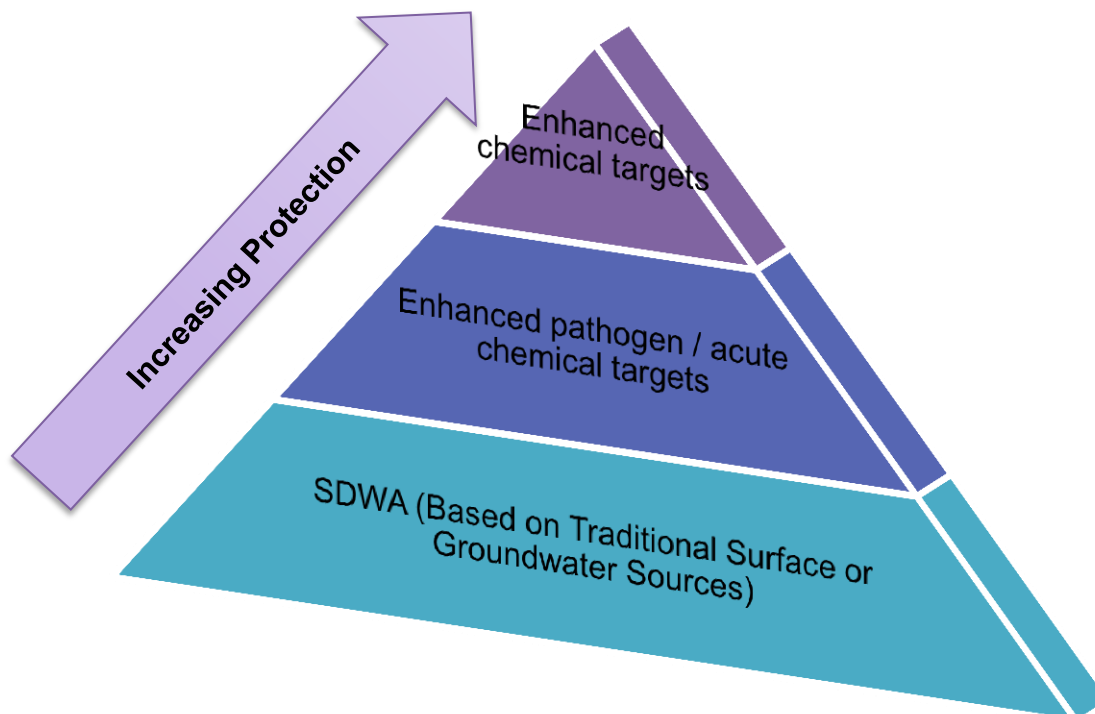 Increasing Protection
Enhanced
chemical targets
Enhanced pathogen / acute
chemical targets
SDWA (Based on Traditional Surface or
Groundwater Sources)